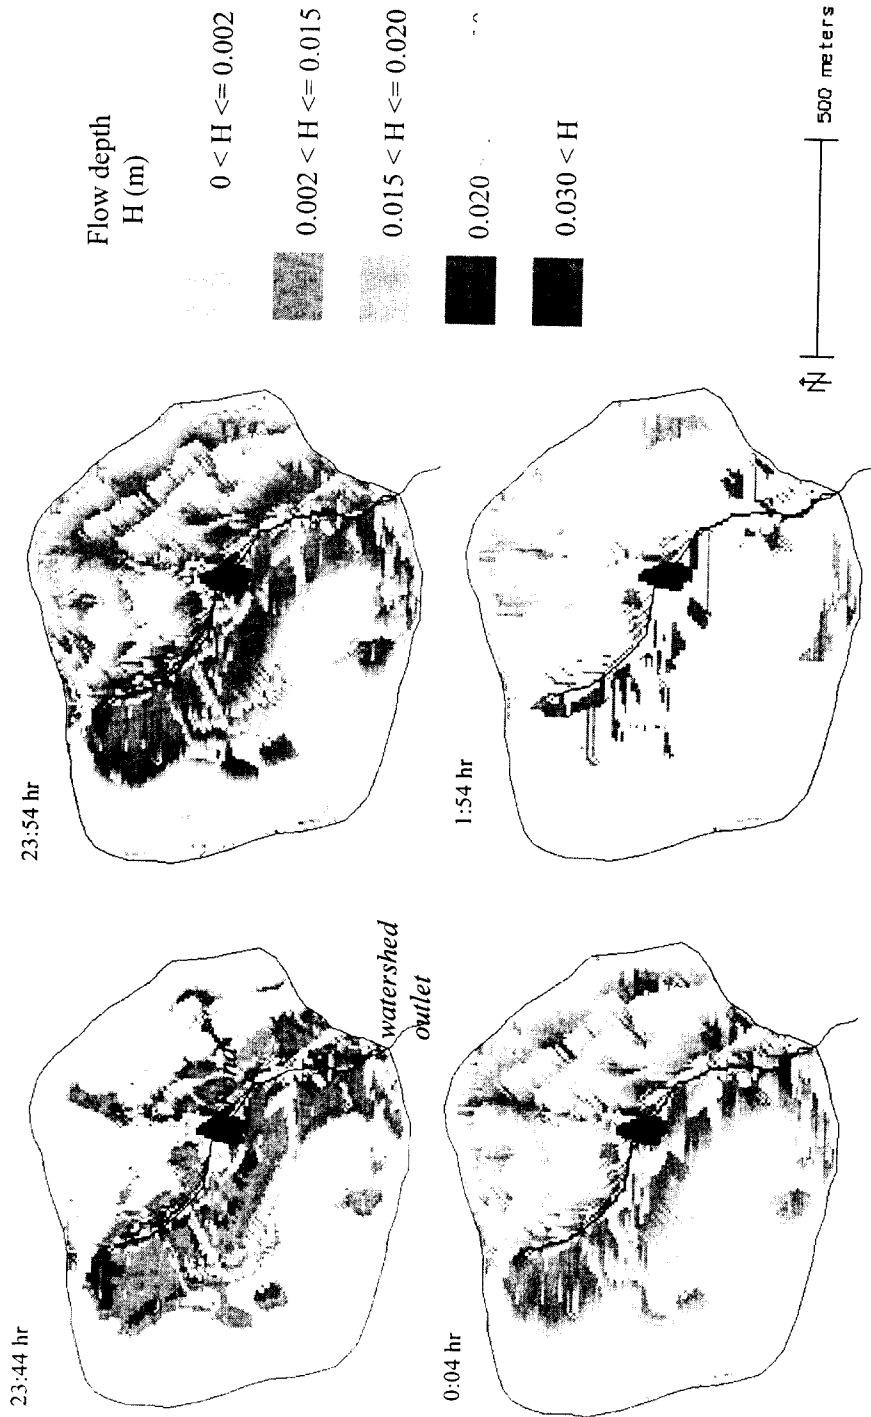 23:44 hr
23:54 hr
Flow depth
H (m)
0 < H <= 0.002
0.002 < H <= 0.015
0.015 < H <= 0.020
0.020
0.030 < H
watershed
outlet
0:04 hr
1:54 hr
N
500 meters